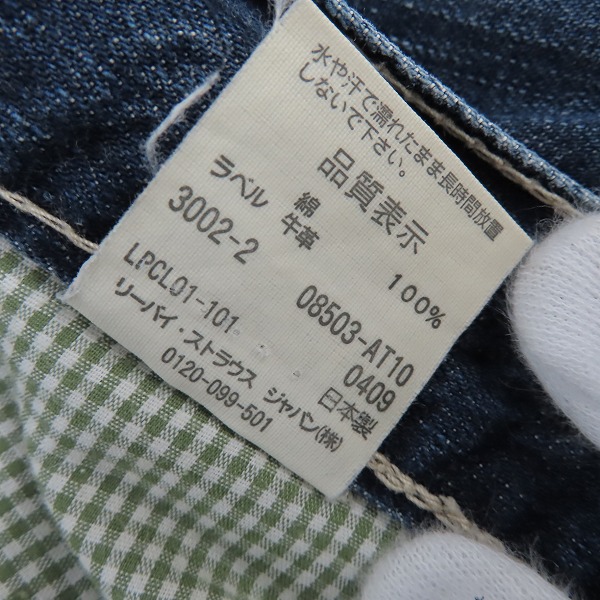 水や汗で濡れたまま長時間放置
しないで下さい。
品質表示
綿 100%
ラベル 牛革
3002-2 08503-AT10
0409
LPCL01-101 日本製
リーバイ・ストラウス ジャパン(株)
0120-099-501